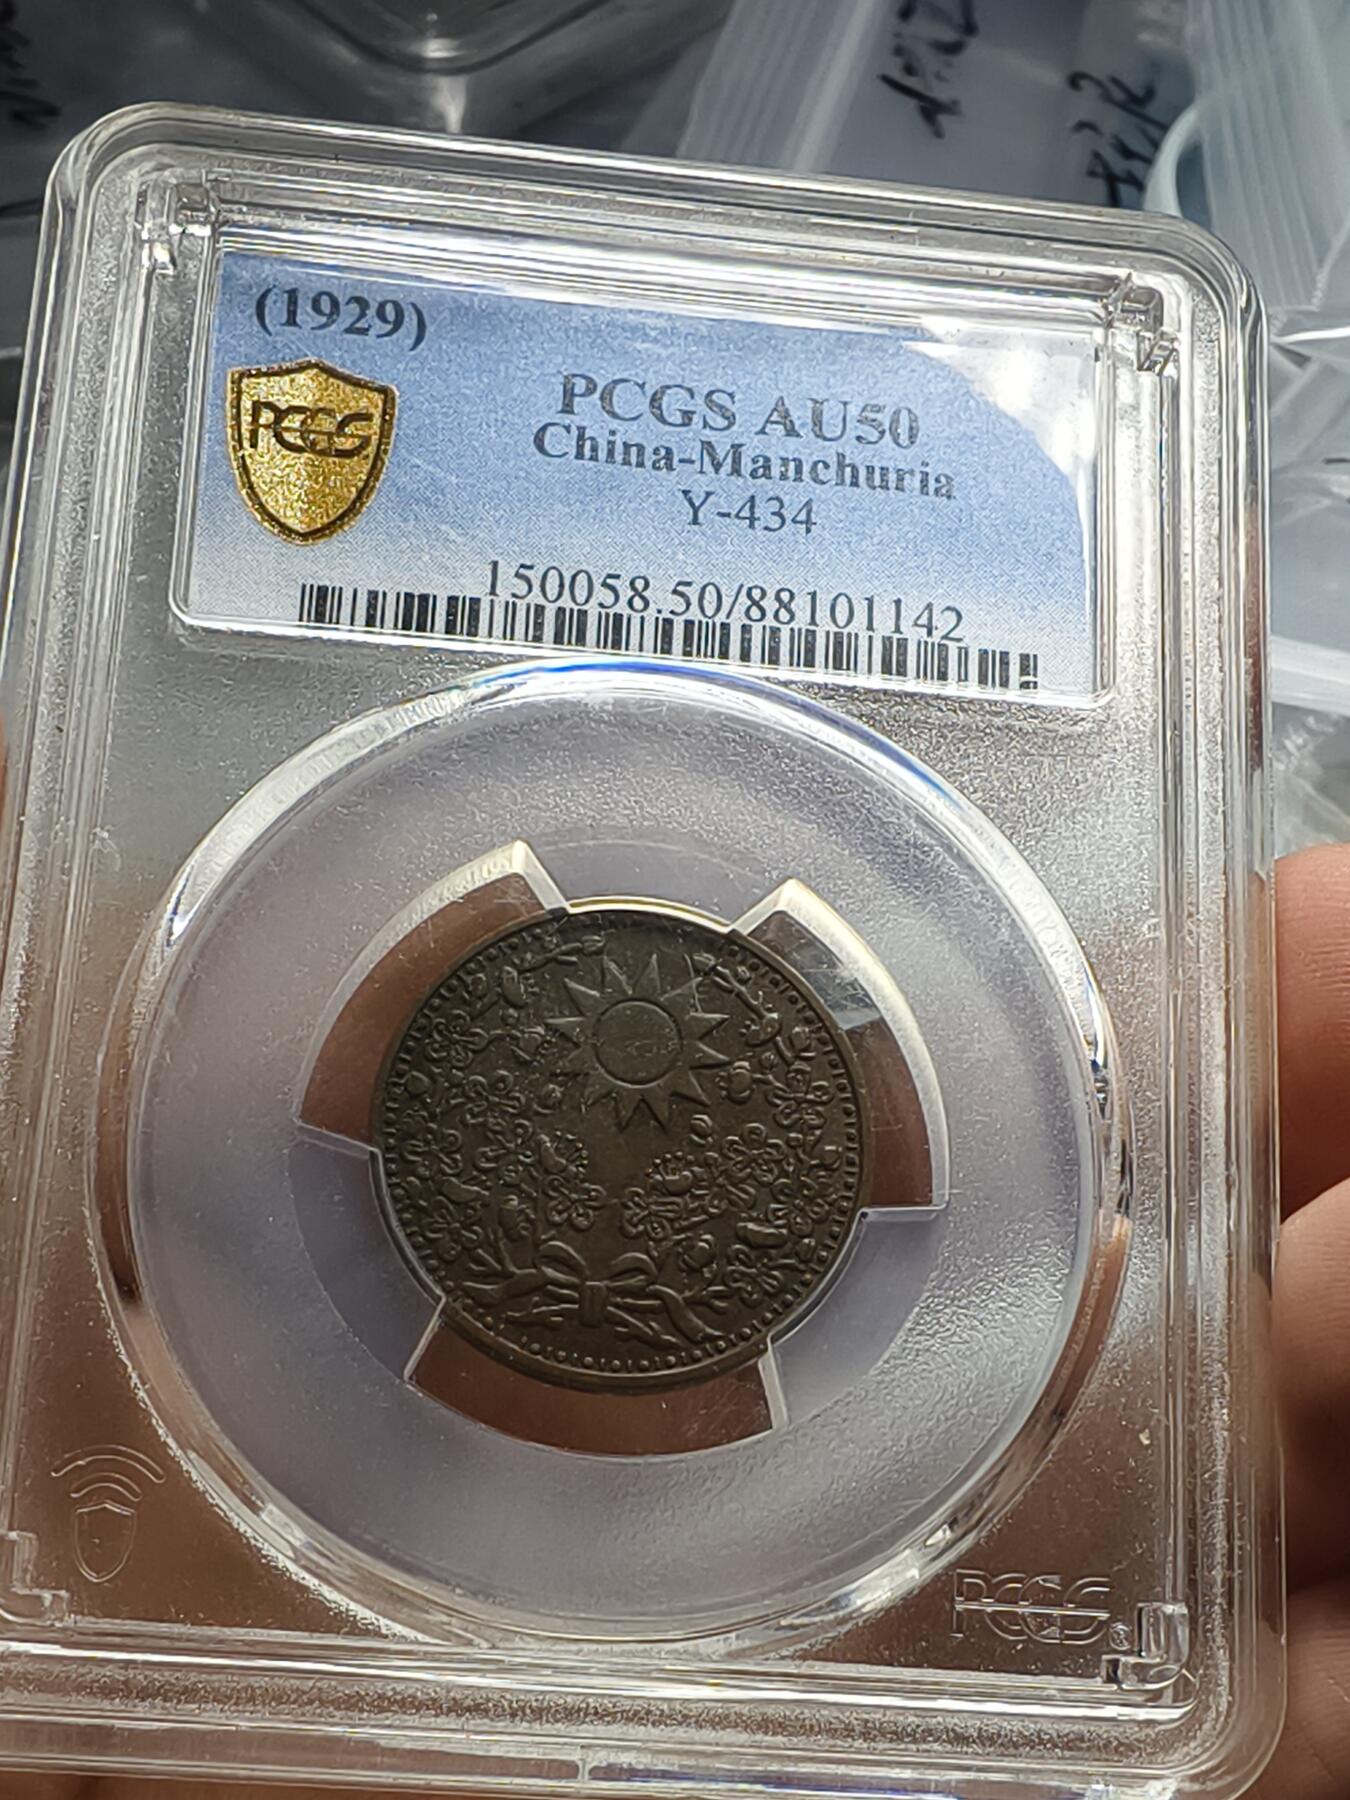 (1929)
PCGS
PCGS AU50
China-Manchuria
Y-434
150058.50/88101142
PCGS